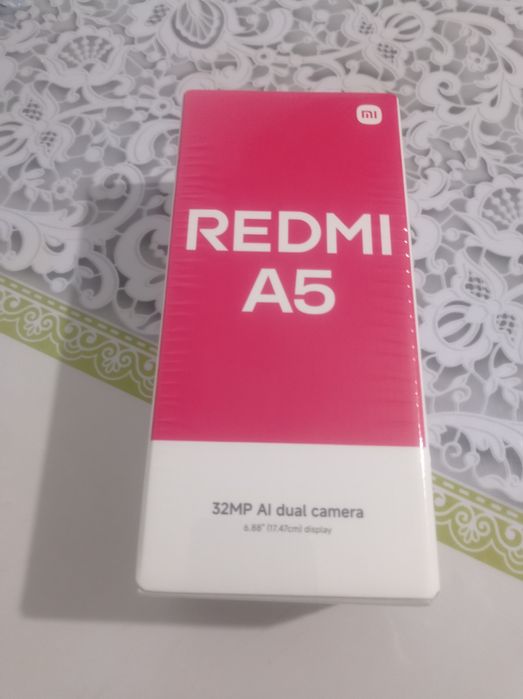 mi
REDMI
A5
32MP AI dual camera
6.88" (17.47cm) display